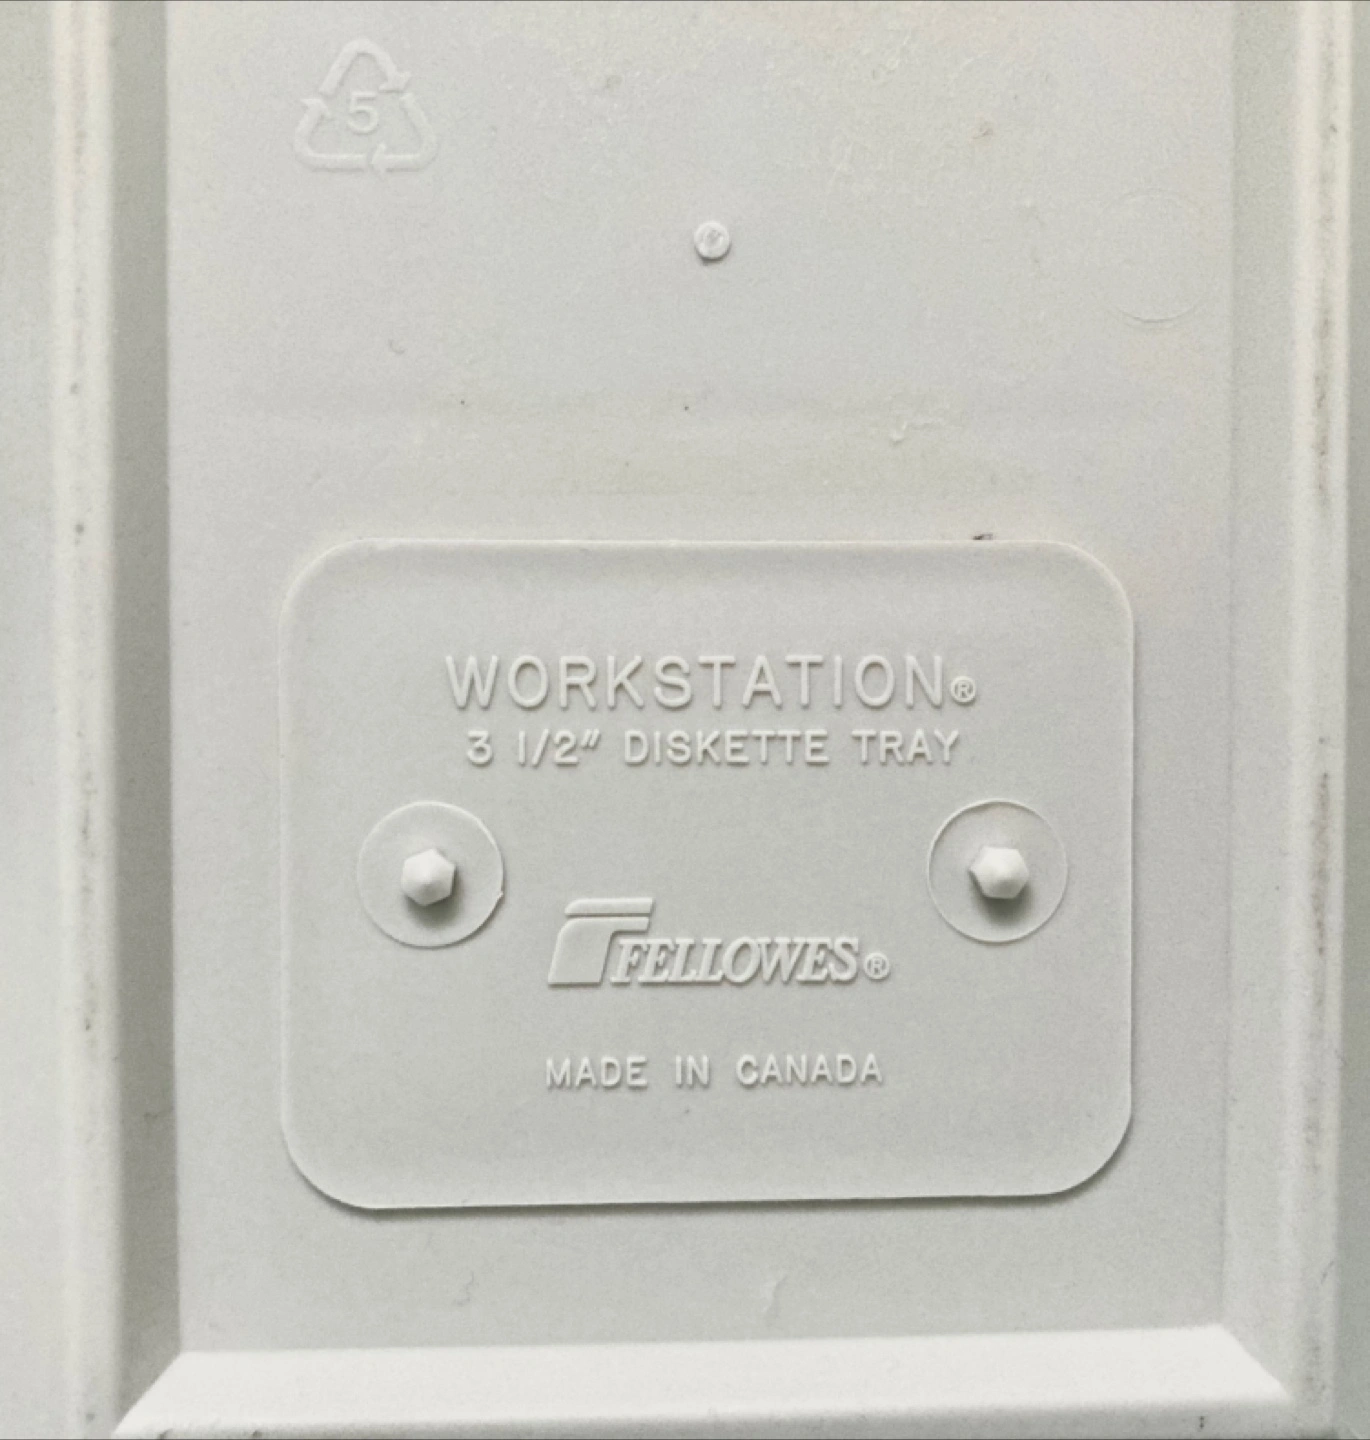 5
WORKSTATION®
3 1/2" DISKETTE TRAY
FELLOWES®
MADE IN CANADA